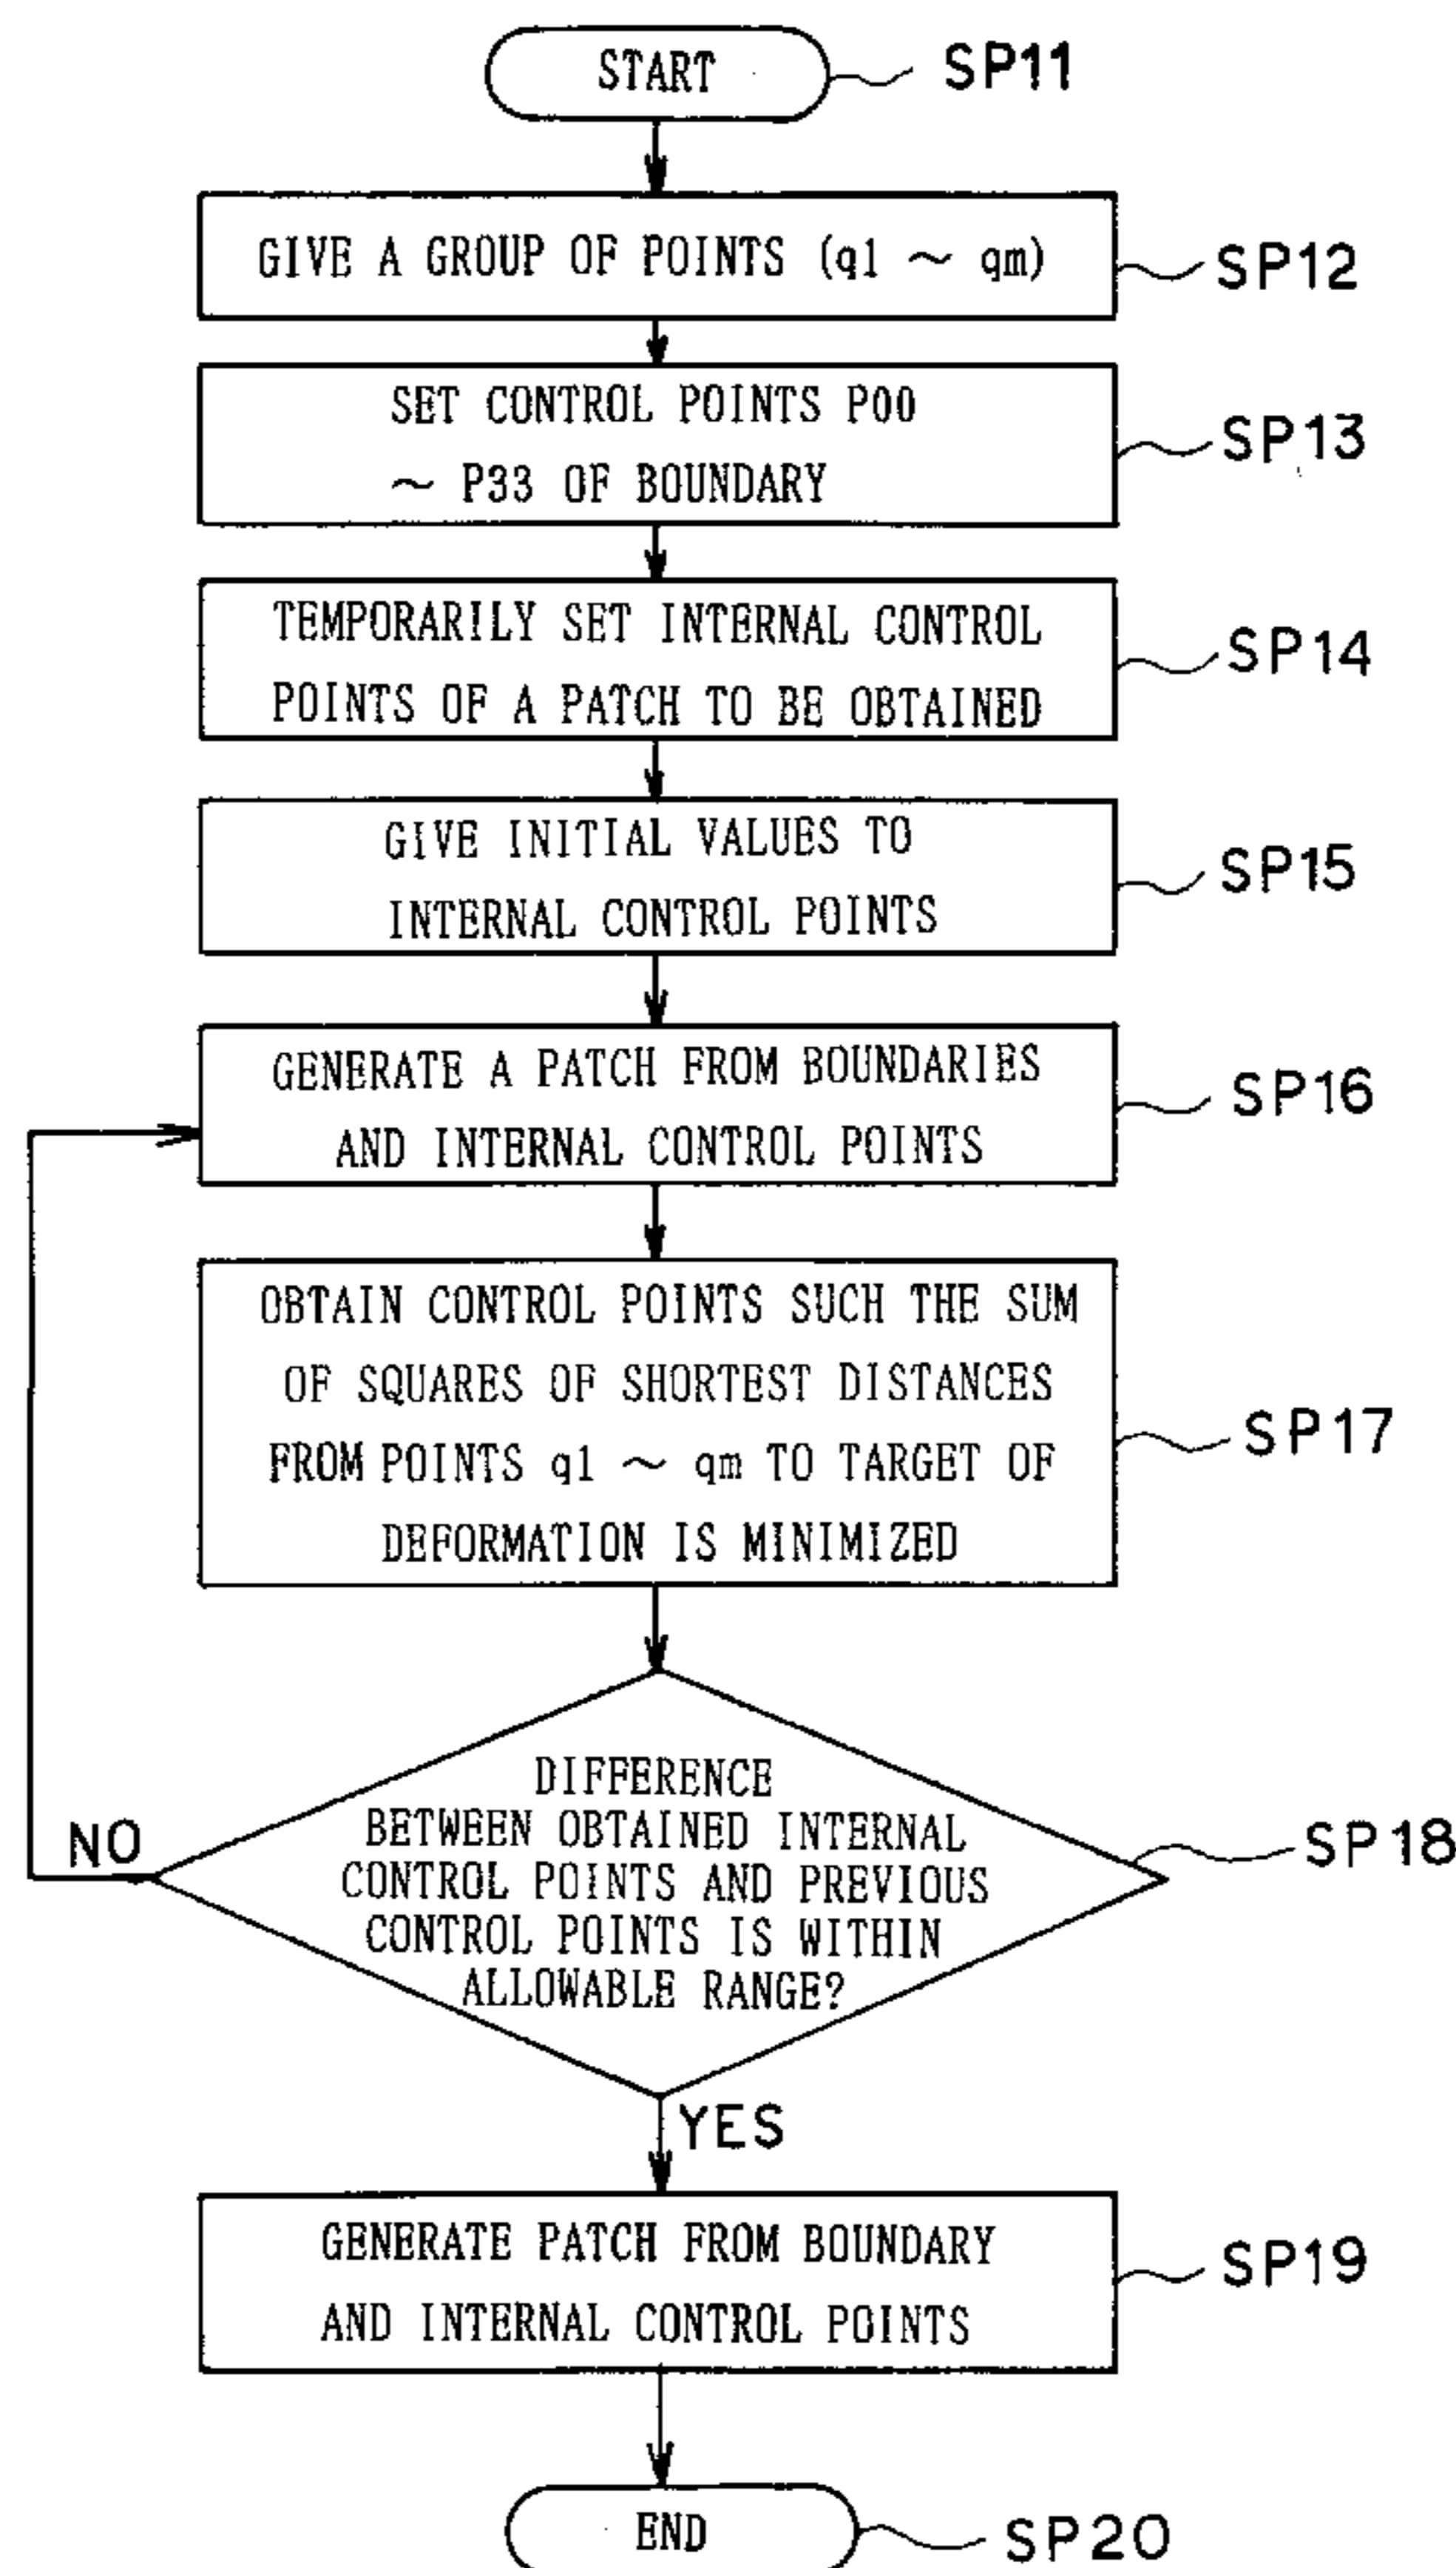 START
SP11
GIVE A GROUP OF POINTS (q1 ~ qm)
SP12
SET CONTROL POINTS P00
~ P33 OF BOUNDARY
SP13
TEMPORARILY SET INTERNAL CONTROL
POINTS OF A PATCH TO BE OBTAINED
SP14
GIVE INITIAL VALUES TO
INTERNAL CONTROL POINTS
SP15
GENERATE A PATCH FROM BOUNDARIES
AND INTERNAL CONTROL POINTS
SP16
OBTAIN CONTROL POINTS SUCH THE SUM
OF SQUARES OF SHORTEST DISTANCES
FROM POINTS q1 ~ qm TO TARGET OF
DEFORMATION IS MINIMIZED
SP17
DIFFERENCE
BETWEEN OBTAINED INTERNAL
CONTROL POINTS AND PREVIOUS
CONTROL POINTS IS WITHIN
ALLOWABLE RANGE?
SP18
NO
YES
GENERATE PATCH FROM BOUNDARY
AND INTERNAL CONTROL POINTS
SP19
END
SP20